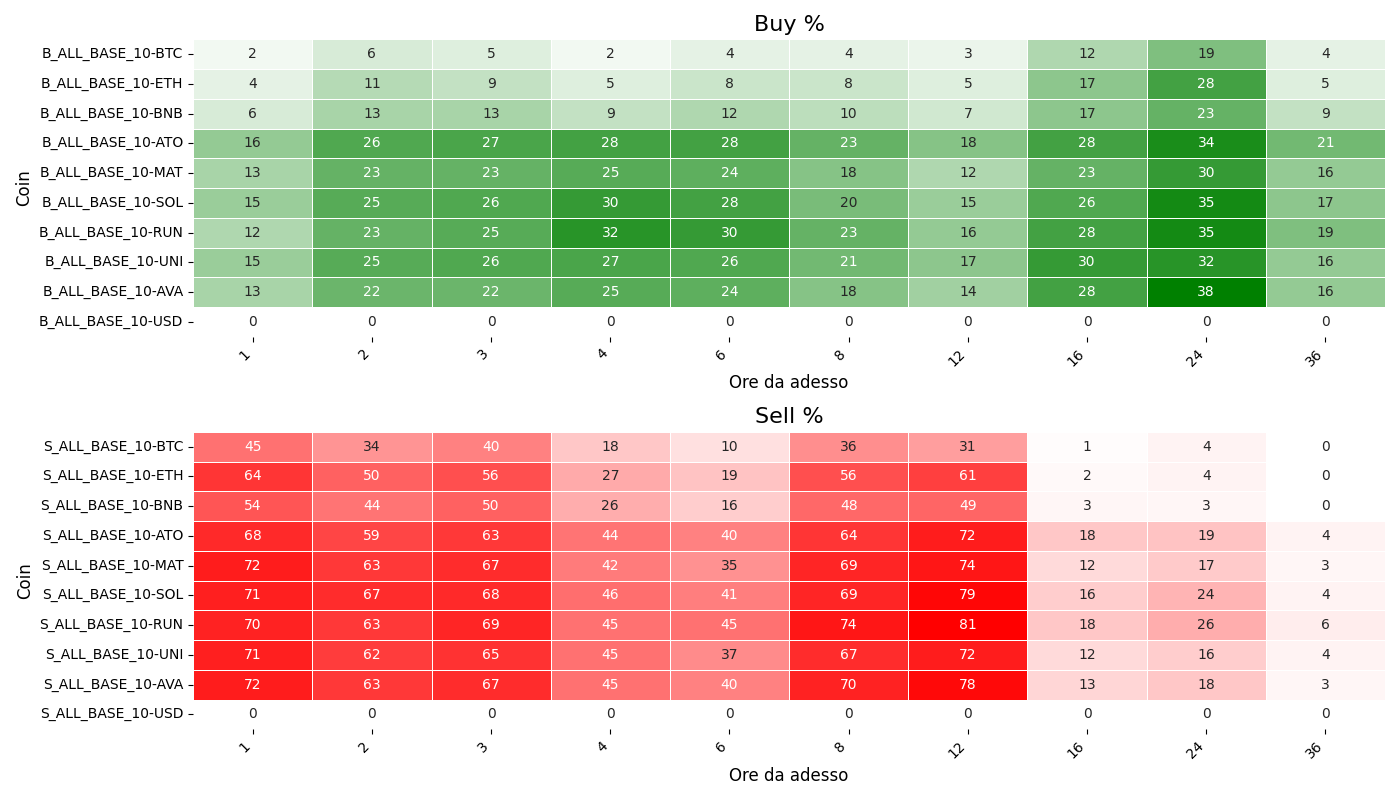 Buy %
Coin
B_ALL_BASE_10-BTC 2 6 5 2 4 4 3 12 19 4
B_ALL_BASE_10-ETH 4 11 9 5 8 8 5 17 28 5
B_ALL_BASE_10-BNB 6 13 13 9 12 10 7 17 23 9
B_ALL_BASE_10-ATO 16 26 27 28 28 23 18 28 34 21
B_ALL_BASE_10-MAT 13 23 23 25 24 18 12 23 30 16
B_ALL_BASE_10-SOL 15 25 26 30 28 20 15 26 35 17
B_ALL_BASE_10-RUN 12 23 25 32 30 23 16 28 35 19
B_ALL_BASE_10-UNI 15 25 26 27 26 21 17 30 32 16
B_ALL_BASE_10-AVA 13 22 22 25 24 18 14 28 38 16
B_ALL_BASE_10-USD 0 0 0 0 0 0 0 0 0 0
1 2 3 4 6 8 12 16 24 36
Ore da adesso
Sell %
Coin
S_ALL_BASE_10-BTC 45 34 40 18 10 36 31 1 4 0
S_ALL_BASE_10-ETH 64 50 56 27 19 56 61 2 4 0
S_ALL_BASE_10-BNB 54 44 50 26 16 48 49 3 3 0
S_ALL_BASE_10-ATO 68 59 63 44 40 64 72 18 19 4
S_ALL_BASE_10-MAT 72 63 67 42 35 69 74 12 17 3
S_ALL_BASE_10-SOL 71 67 68 46 41 69 79 16 24 4
S_ALL_BASE_10-RUN 70 63 69 45 45 74 81 18 26 6
S_ALL_BASE_10-UNI 71 62 65 45 37 67 72 12 16 4
S_ALL_BASE_10-AVA 72 63 67 45 40 70 78 13 18 3
S_ALL_BASE_10-USD 0 0 0 0 0 0 0 0 0 0
1 2 3 4 6 8 12 16 24 36
Ore da adesso